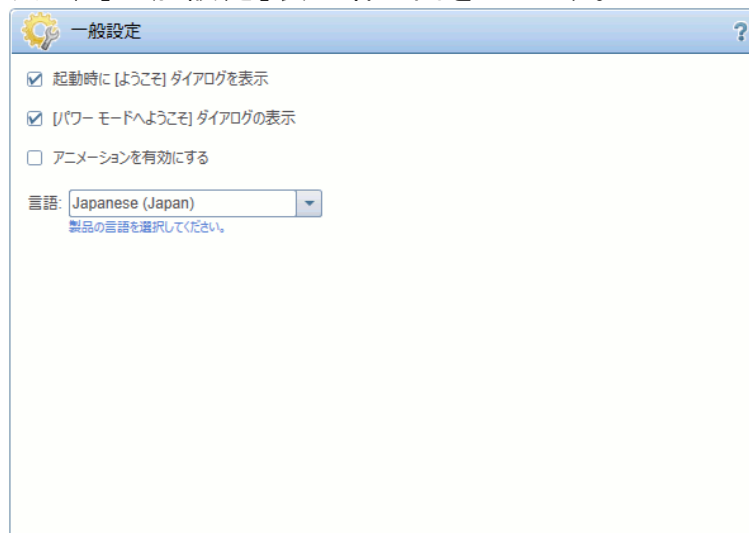 一般設定
?
起動時に [ようこそ] ダイアログを表示
[パワー モードへようこそ] ダイアログの表示
アニメーションを有効にする
言語: Japanese (Japan)
製品の言語を選択してください。